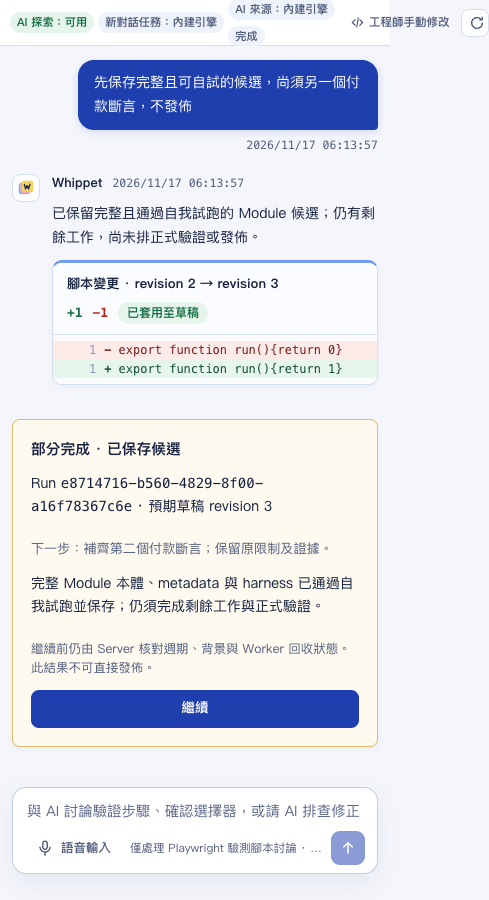 AI 探索：可用
新對話任務：內建引擎
AI 來源：內建引擎
完成
工程師手動修改
先保存完整且可自試的候選，尚須另一個付
款斷言，不發佈
2026/11/17 06:13:57
Whippet 2026/11/17 06:13:57
已保留完整且通過自我試跑的 Module 候選；仍有剩
餘工作，尚未排正式驗證或發佈。
腳本變更 · revision 2 → revision 3
+1 −1 已套用至草稿
1 − export function run(){return 0}
1 + export function run(){return 1}
部分完成 · 已保存候選
Run e8714716-b560-4829-8f00-
a16f78367c6e · 預期草稿 revision 3
下一步：補齊第二個付款斷言；保留原限制及證據。
完整 Module 本體、metadata 與 harness 已通過自
我試跑並保存；仍須完成剩餘工作與正式驗證。
繼續前仍由 Server 核對週期、背景與 Worker 回收狀態。
此結果不可直接發佈。
繼續
與 AI 討論驗證步驟、確認選擇器，或請 AI 排查修正
語音輸入 僅處理 Playwright 驗測腳本討論 · …